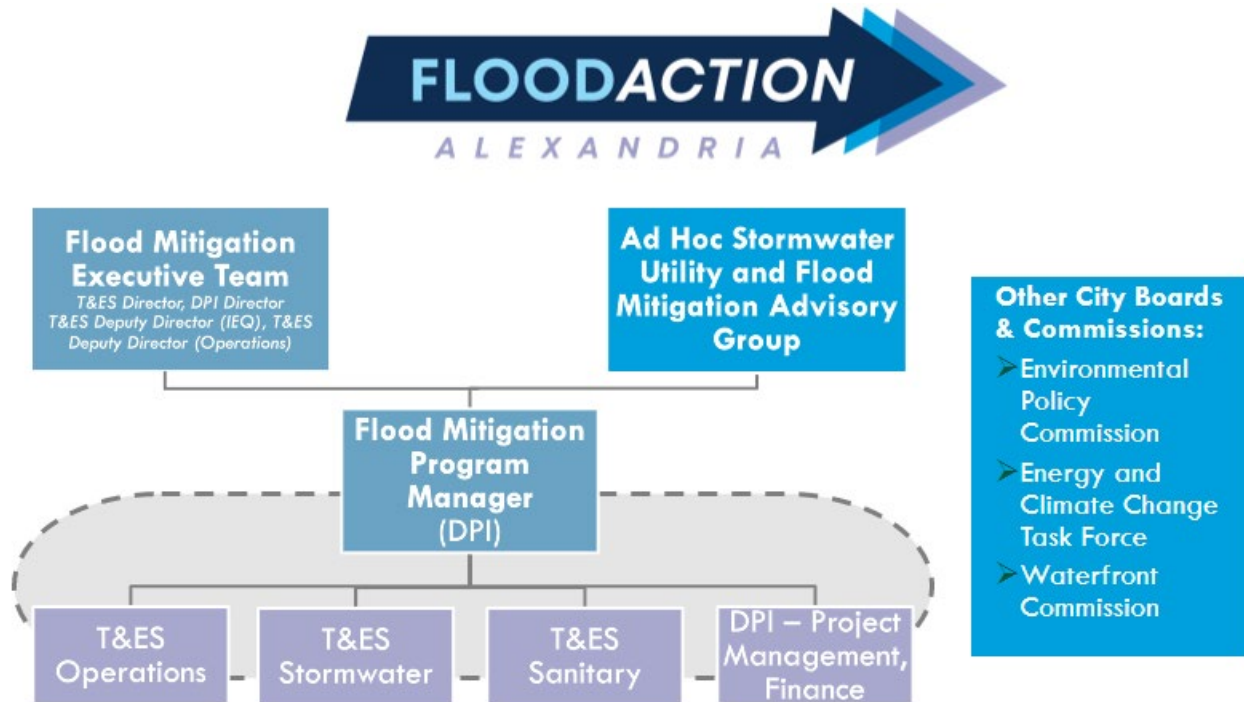 FLOODACTION
ALEXANDRIA
Flood Mitigation
Executive Team
T&ES Director, DPI Director
T&ES Deputy Director (IEQ), T&ES
Deputy Director (Operations)
Ad Hoc Stormwater
Utility and Flood
Mitigation Advisory
Group
Other City Boards
& Commissions:
Environmental
Policy
Commission
Energy and
Climate Change
Task Force
Waterfront
Commission
Flood Mitigation
Program
Manager
(DPI)
T&ES
Operations
T&ES
Stormwater
T&ES
Sanitary
DPI – Project
Management,
Finance